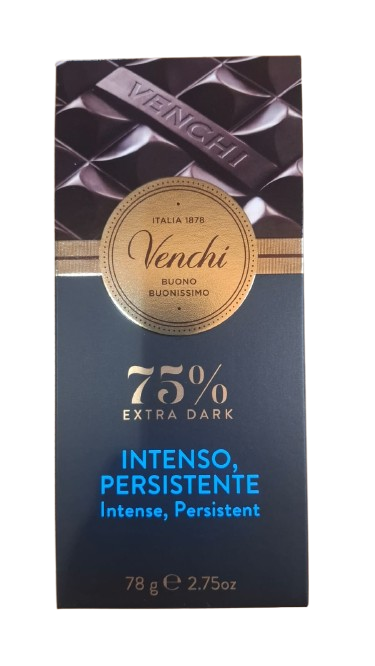 VENCHI
ITALIA 1878
Venchi
BUONO
BUONISSIMO
75%
EXTRA DARK
INTENSO,
PERSISTENTE
Intense, Persistent
78 g ℮ 2.75oz